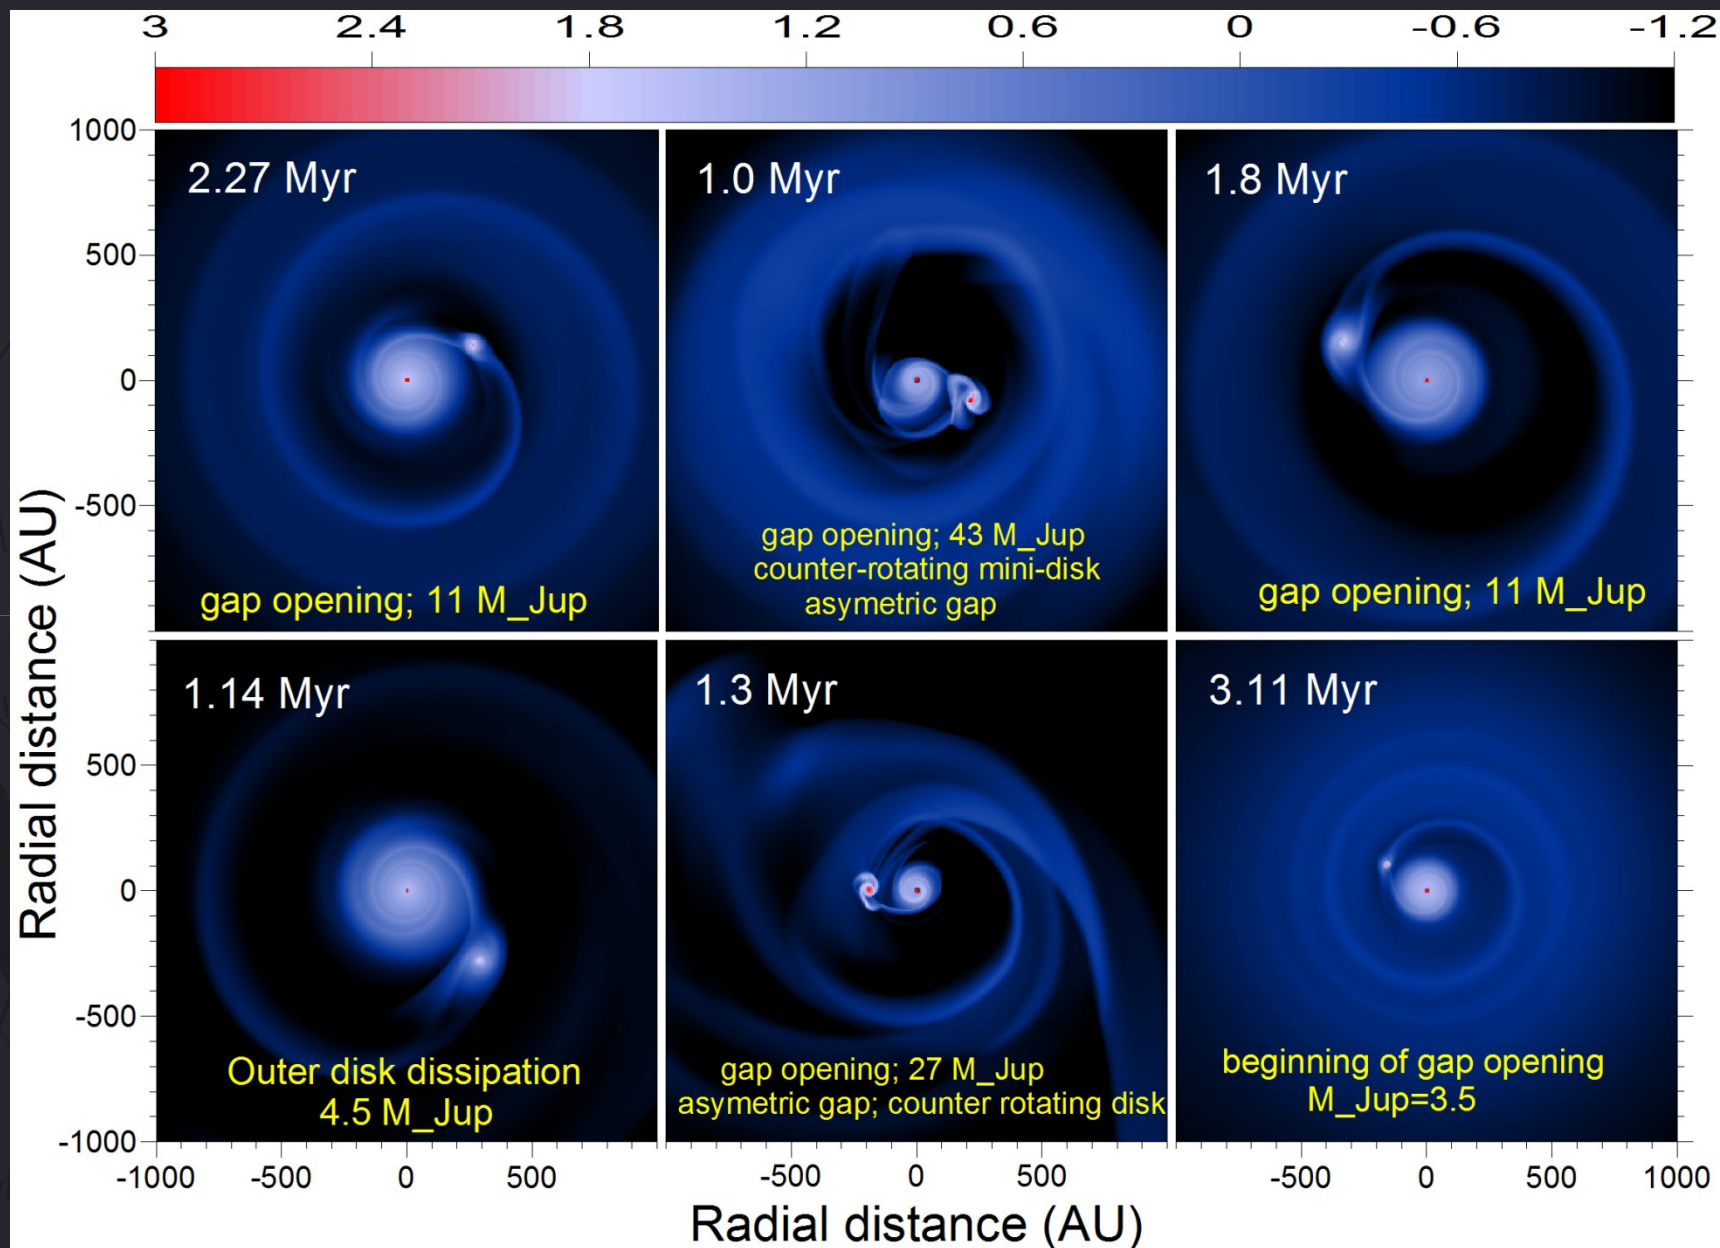 3 2.4 1.8 1.2 0.6 0 -0.6 -1.2
1000
500
0
-500
2.27 Myr
gap opening; 11 M_Jup
1.0 Myr
gap opening; 43 M_Jup
counter-rotating mini-disk
asymetric gap
1.8 Myr
gap opening; 11 M_Jup
Radial distance (AU)
500
0
-500
-1000
1.14 Myr
Outer disk dissipation
4.5 M_Jup
1.3 Myr
gap opening; 27 M_Jup
asymetric gap; counter rotating disk
3.11 Myr
beginning of gap opening
M_Jup=3.5
-1000 -500 0 500 -500 0 500 -500 0 500 1000
Radial distance (AU)